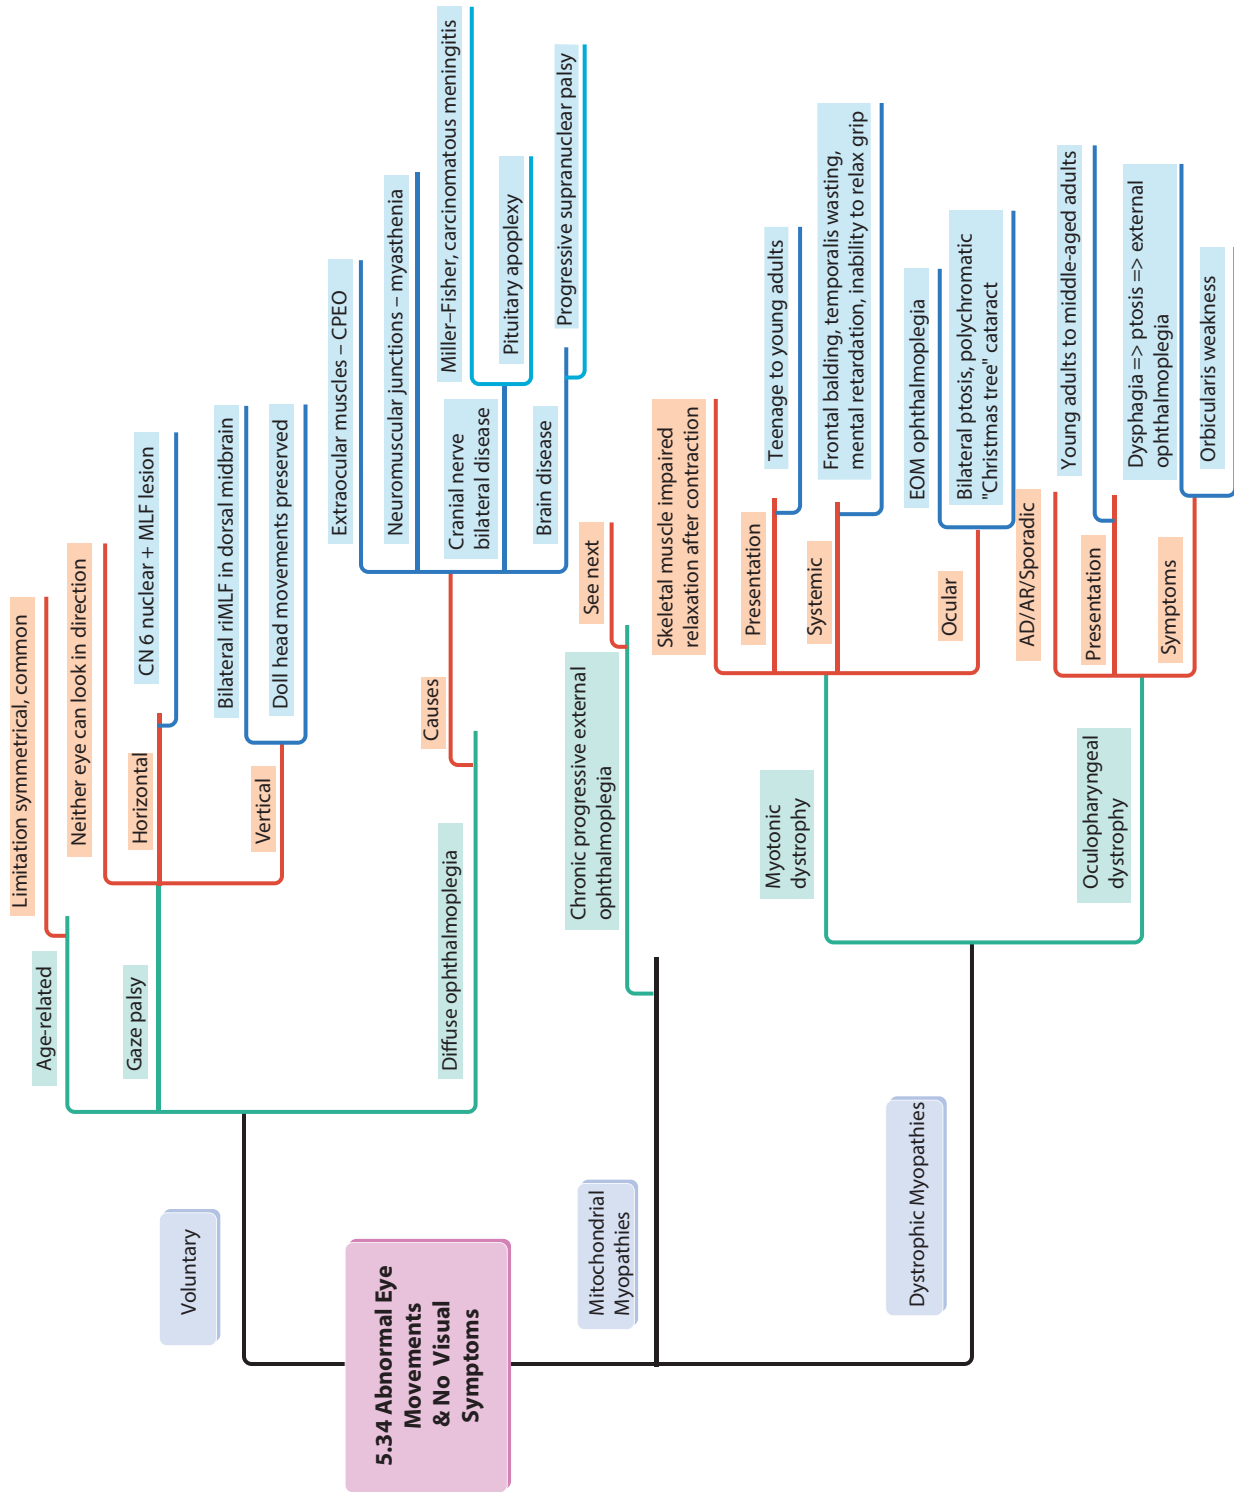 5.34 Abnormal Eye
Movements
& No Visual
Symptoms
Voluntary
Age-related
Limitation symmetrical, common
Gaze palsy
Neither eye can look in direction
Horizontal
CN 6 nuclear + MLF lesion
Vertical
Bilateral riMLF in dorsal midbrain
Doll head movements preserved
Diffuse ophthalmoplegia
Causes
Extraocular muscles – CPEO
Neuromuscular junctions – myasthenia
Cranial nerve
bilateral disease
Miller–Fisher, carcinomatous meningitis
Pituitary apoplexy
Brain disease
Progressive supranuclear palsy
Mitochondrial
Myopathies
Chronic progressive external
ophthalmoplegia
See next
Dystrophic Myopathies
Myotonic
dystrophy
Skeletal muscle impaired
relaxation after contraction
Presentation
Teenage to young adults
Systemic
Frontal balding, temporalis wasting,
mental retardation, inability to relax grip
Ocular
EOM ophthalmoplegia
Bilateral ptosis, polychromatic
"Christmas tree" cataract
Oculopharyngeal
dystrophy
AD/AR/Sporadic
Presentation
Young adults to middle-aged adults
Symptoms
Dysphagia => ptosis => external
ophthalmoplegia
Orbicularis weakness